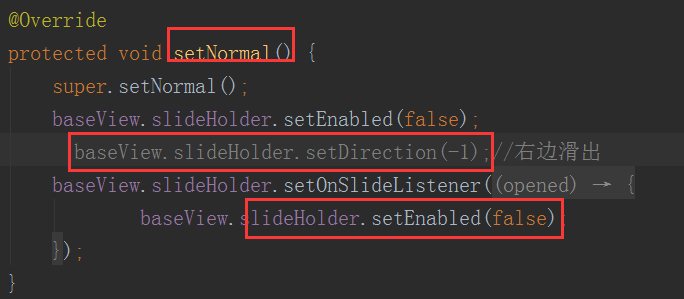 @Override
protected void setNormal() {
super.setNormal();
baseView.slideHolder.setEnabled(false);
baseView.slideHolder.setDirection(-1);//右边滑出
baseView.slideHolder.setOnSlideListener((opened) → {
baseView.slideHolder.setEnabled(false);
});
}